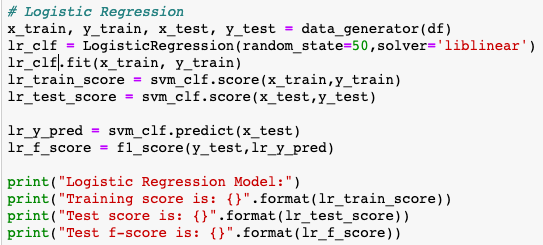 # Logistic Regression
x_train, y_train, x_test, y_test = data_generator(df)
lr_clf = LogisticRegression(random_state=50,solver='liblinear')
lr_clf.fit(x_train, y_train)
lr_train_score = svm_clf.score(x_train,y_train)
lr_test_score = svm_clf.score(x_test,y_test)

lr_y_pred = svm_clf.predict(x_test)
lr_f_score = f1_score(y_test,lr_y_pred)

print("Logistic Regression Model:")
print("Training score is: {}".format(lr_train_score))
print("Test score is: {}".format(lr_test_score))
print("Test f-score is: {}".format(lr_f_score))